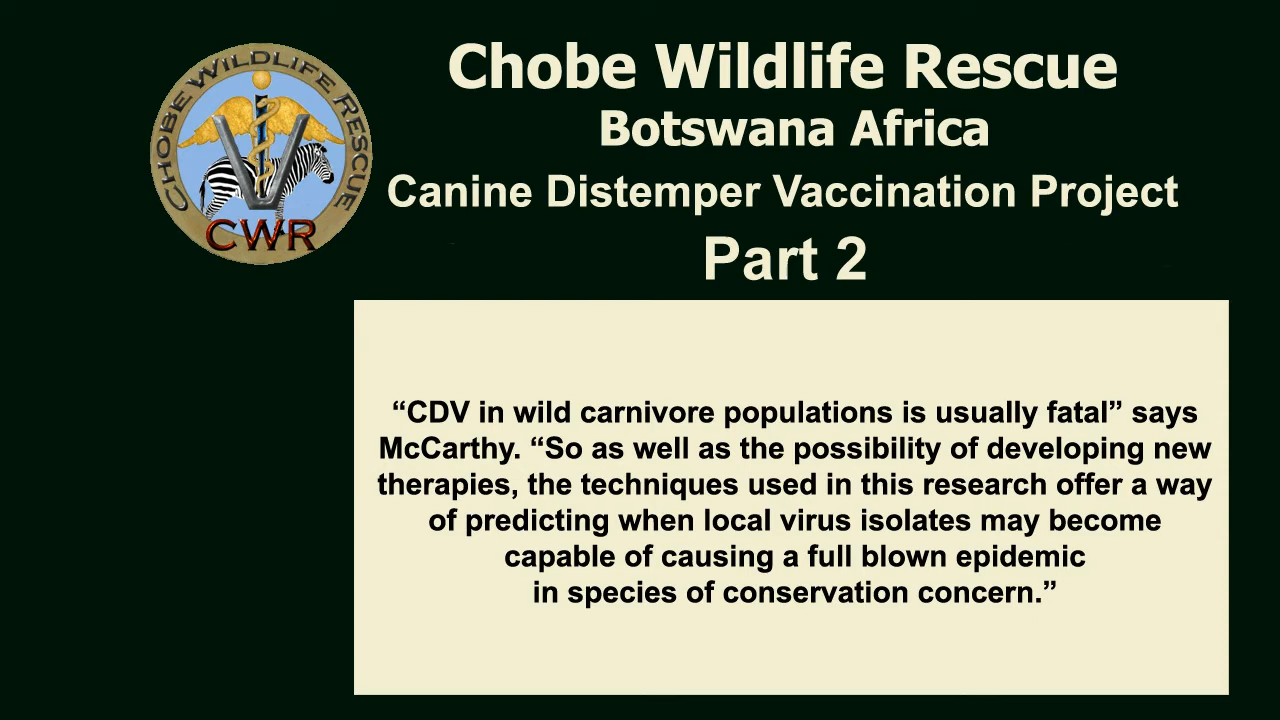 CHOBE WILDLIFE RESCUE
V
CWR
Chobe Wildlife Rescue
Botswana Africa
Canine Distemper Vaccination Project
Part 2
“CDV in wild carnivore populations is usually fatal” says
McCarthy. “So as well as the possibility of developing new
therapies, the techniques used in this research offer a way
of predicting when local virus isolates may become
capable of causing a full blown epidemic
in species of conservation concern.”